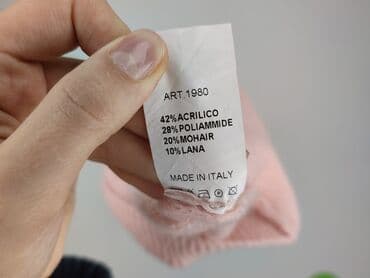 ART.1980
42%ACRILICO
28%POLIAMMIDE
20%MOHAIR
10%LANA
MADE IN ITALY